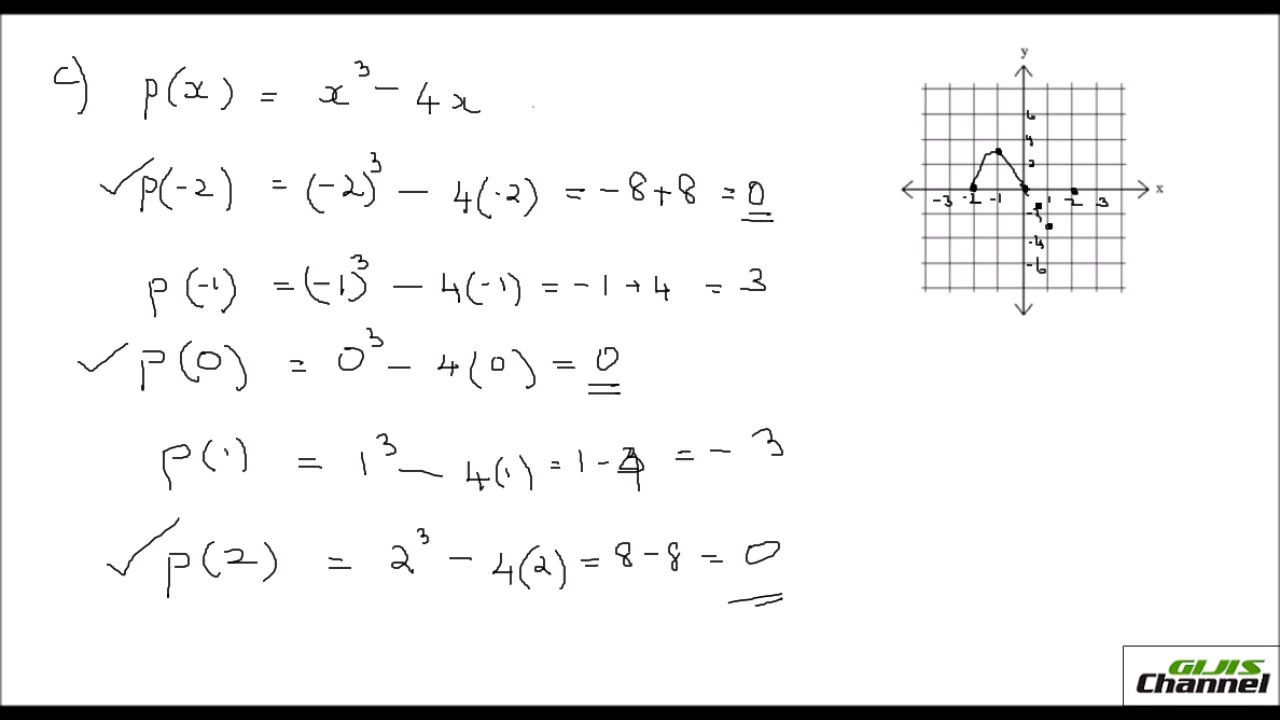 c) p(x) = x³ - 4x
✓ p(-2) = (-2)³ - 4(-2) = -8+8 = 0
p(-1) = (-1)³ - 4(-1) = -1+4 = 3
✓ p(0) = 0³ - 4(0) = 0
p(1) = 1³ - 4(1) = 1-4 = -3
✓ p(2) = 2³ - 4(2) = 8-8 = 0
y
6
4
2
x
-3 -2 -1 1 2 3
-4
-6
GIJIS
Channel